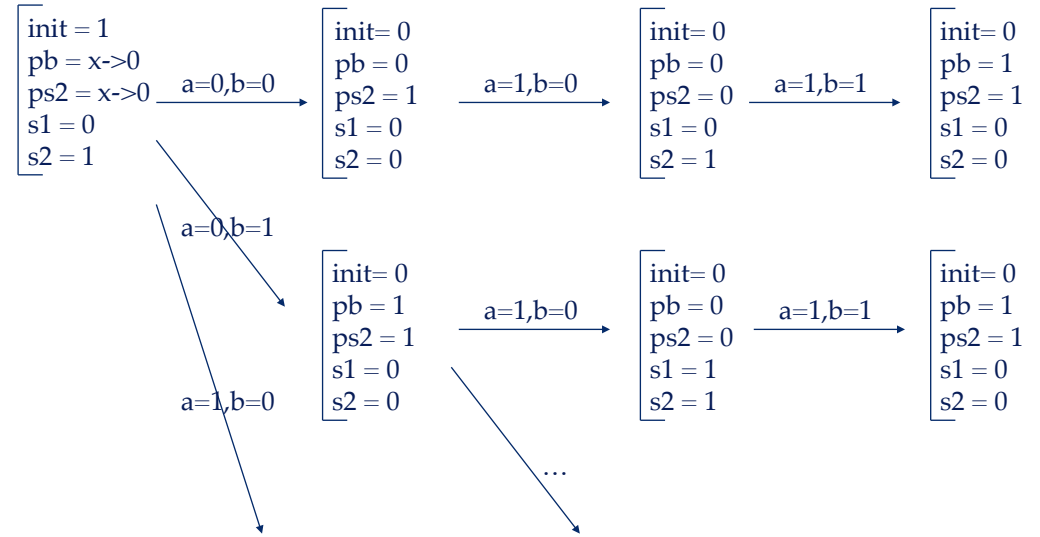 init = 1
pb = x->0
ps2 = x->0
s1 = 0
s2 = 1
a=0,b=0
init= 0
pb = 0
ps2 = 1
s1 = 0
s2 = 0
a=1,b=0
init= 0
pb = 0
ps2 = 0
s1 = 0
s2 = 1
a=1,b=1
init= 0
pb = 1
ps2 = 1
s1 = 0
s2 = 0
a=0,b=1
init= 0
pb = 1
ps2 = 1
s1 = 0
s2 = 0
a=1,b=0
init= 0
pb = 0
ps2 = 0
s1 = 1
s2 = 1
a=1,b=1
init= 0
pb = 1
ps2 = 1
s1 = 0
s2 = 0
a=1,b=0
…